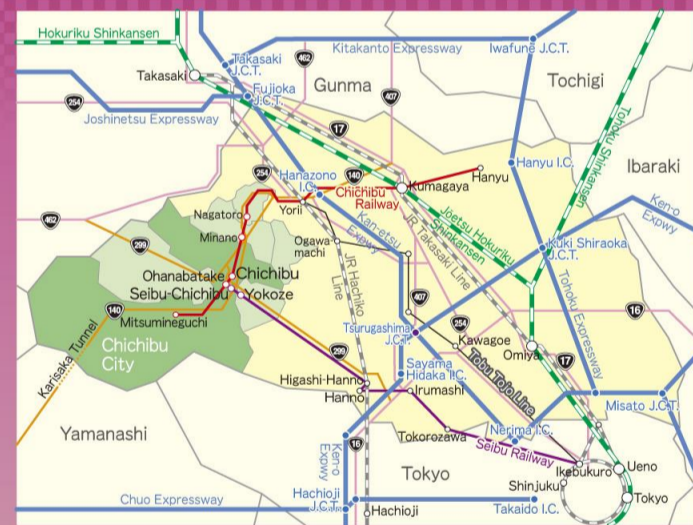 Hokuriku Shinkansen
Takasaki
Takasaki
J.C.T.
462
Kitakanto Expressway
Iwafune J.C.T.
Tochigi
Gunma
254
Fujioka
J.C.T.
407
Joshinetsu Expressway
17
Tohoku Shinkansen
Hanyu I.C.
Ibaraki
254
Hanazono
I.C.
140
Kumagaya
Hanyu
Chichibu
Railway
Ken-o
Expwy
462
Nagatoro
Yorii
Kan-etsu
Expwy
JR Takasaki Line
Joetsu Hokuriku
Shinkansen
Minano
Ogawa
machi
299
JR Hachiko
Line
Kuki Shiraoka
J.C.T.
Ohanabatake
Chichibu
Seibu-Chichibu
Yokoze
140
Mitsumineguchi
407
Tohoku Expressway
16
Karisaka Tunnel
Chichibu
City
Tsurugashima
J.C.T.
254
Kawagoe
Omiya
17
299
Sayama
Hidaka I.C.
Tobu Tojo Line
Higashi-Hanno
Hanno
Irumashi
Misato J.C.T.
Yamanashi
Tokorozawa
Nerima I.C.
Seibu Railway
16
Ken-o
Expwy
Tokyo
Ikebukuro
Ueno
Shinjuku
Tokyo
Chuo Expressway
Hachioji
J.C.T.
Hachioji
Takaido I.C.